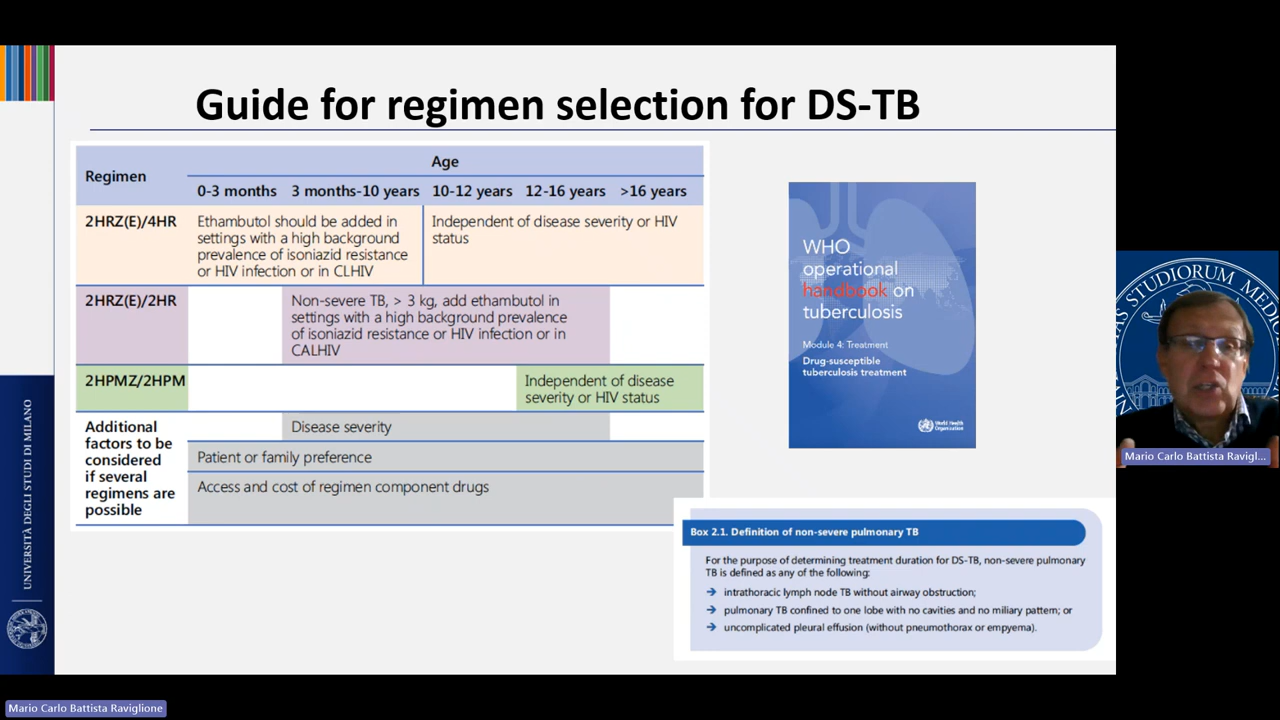 Guide for regimen selection for DS-TB
Regimen
Age
0-3 months
3 months-10 years
10-12 years
12-16 years
>16 years
2HRZ(E)/4HR
Ethambutol should be added in
settings with a high background
prevalence of isoniazid resistance
or HIV infection or in CLHIV
Independent of disease severity or HIV
status
2HRZ(E)/2HR
Non-severe TB, > 3 kg, add ethambutol in
settings with a high background prevalence
of isoniazid resistance or HIV infection or in
CALHIV
2HPMZ/2HPM
Independent of disease
severity or HIV status
Additional
factors to be
considered
if several
regimens are
possible
Disease severity
Patient or family preference
Access and cost of regimen component drugs
WHO
operational
handbook on
tuberculosis
Module 4: Treatment
Drug-susceptible
tuberculosis treatment
World Health
Organization
Box 2.1. Definition of non-severe pulmonary TB
For the purpose of determining treatment duration for DS-TB, non-severe pulmonary
TB is defined as any of the following:
→ intrathoracic lymph node TB without airway obstruction;
→ pulmonary TB confined to one lobe with no cavities and no miliary pattern; or
→ uncomplicated pleural effusion (without pneumothorax or empyema).
UNIVERSITÀ DEGLI STUDI DI MILANO
STUDIORUM
Mario Carlo Battista Ravigl...
Mario Carlo Battista Raviglione